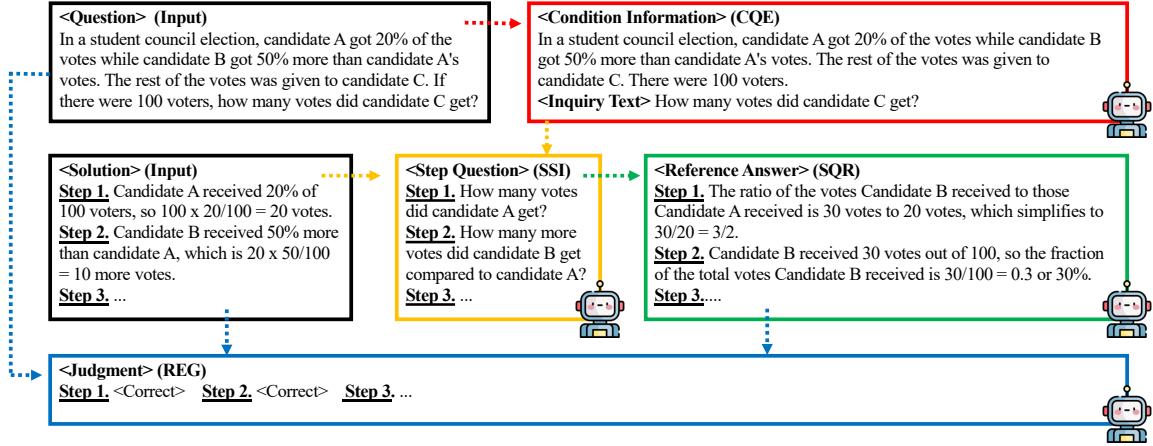 <Question> (Input)
In a student council election, candidate A got 20% of the
votes while candidate B got 50% more than candidate A's
votes. The rest of the votes was given to candidate C. If
there were 100 voters, how many votes did candidate C get?
<Condition Information> (CQE)
In a student council election, candidate A got 20% of the votes while candidate B
got 50% more than candidate A's votes. The rest of the votes was given to
candidate C. There were 100 voters.
<Inquiry Text> How many votes did candidate C get?
<Solution> (Input)
Step 1. Candidate A received 20% of
100 voters, so 100 x 20/100 = 20 votes.
Step 2. Candidate B received 50% more
than candidate A, which is 20 x 50/100
= 10 more votes.
Step 3. ...
<Step Question> (SSI)
Step 1. How many votes
did candidate A get?
Step 2. How many more
votes did candidate B get
compared to candidate A?
Step 3. ...
<Reference Answer> (SQR)
Step 1. The ratio of the votes Candidate B received to those
Candidate A received is 30 votes to 20 votes, which simplifies to
30/20 = 3/2.
Step 2. Candidate B received 30 votes out of 100, so the fraction
of the total votes Candidate B received is 30/100 = 0.3 or 30%.
Step 3.....
<Judgment> (REG)
Step 1. <Correct> Step 2. <Correct> Step 3. ...